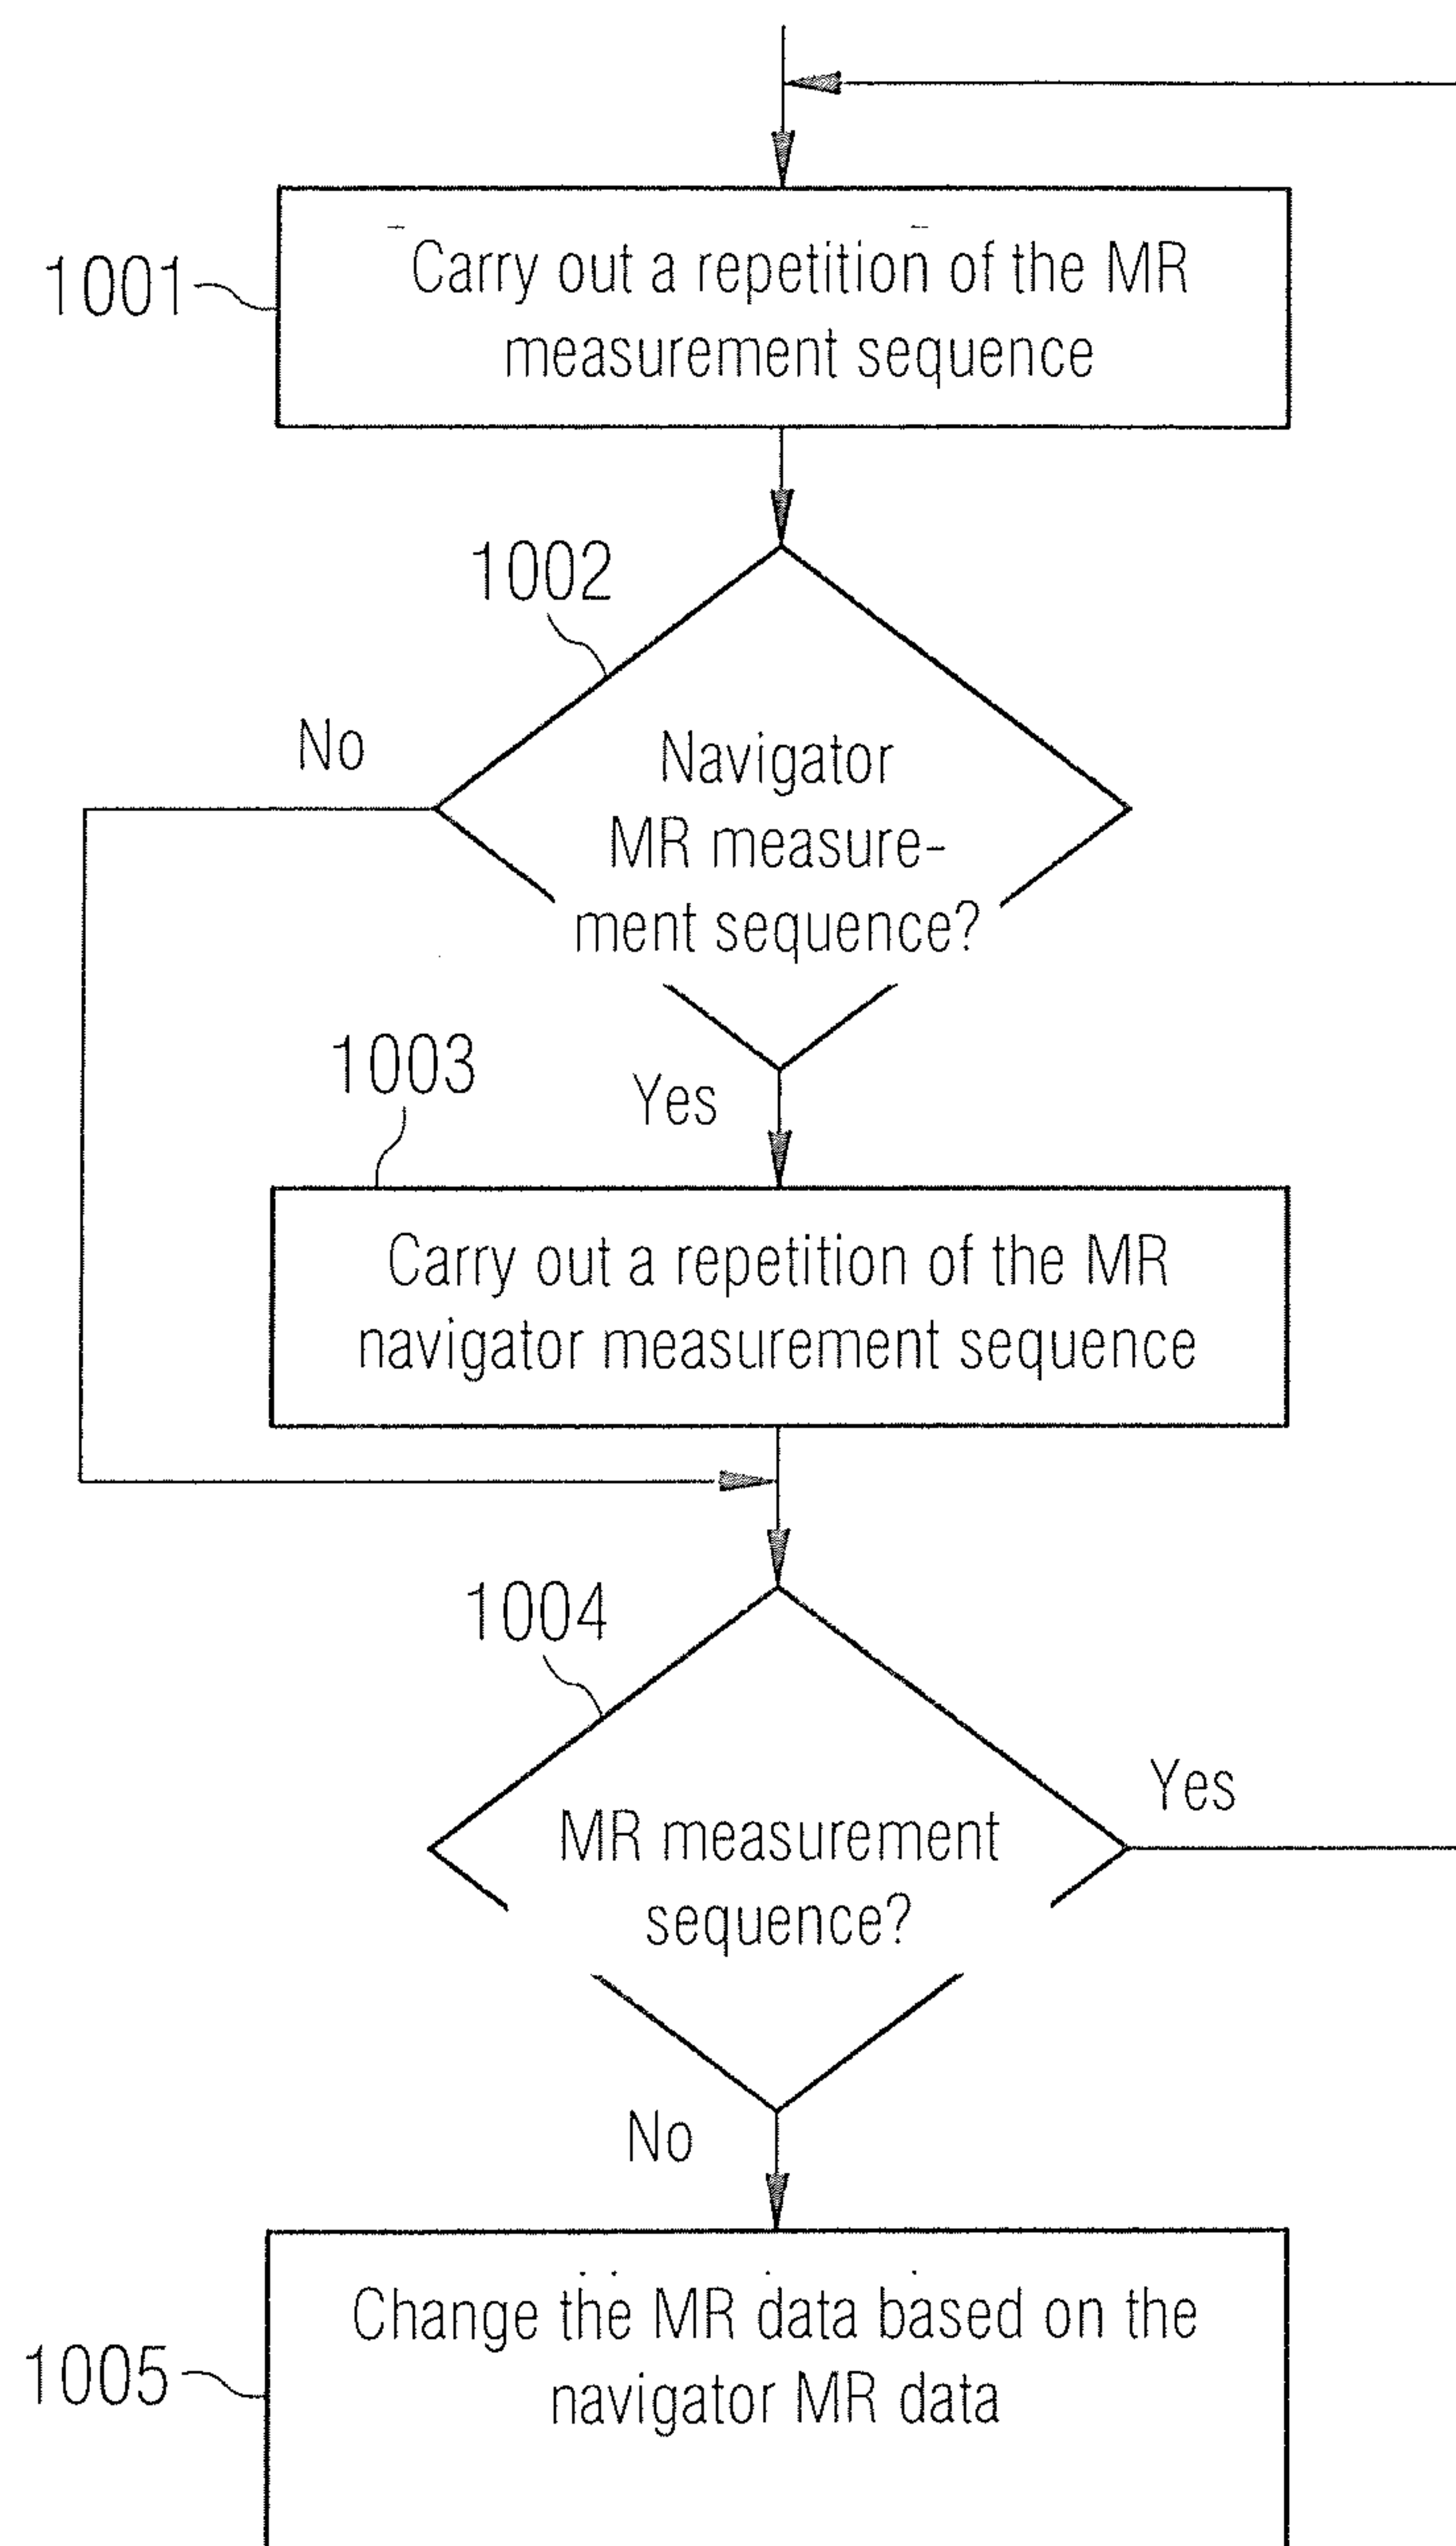 1001
Carry out a repetition of the MR
measurement sequence
1002
No
Navigator
MR measure-
ment sequence?
1003
Yes
Carry out a repetition of the MR
navigator measurement sequence
1004
Yes
MR measurement
sequence?
No
1005
Change the MR data based on the
navigator MR data